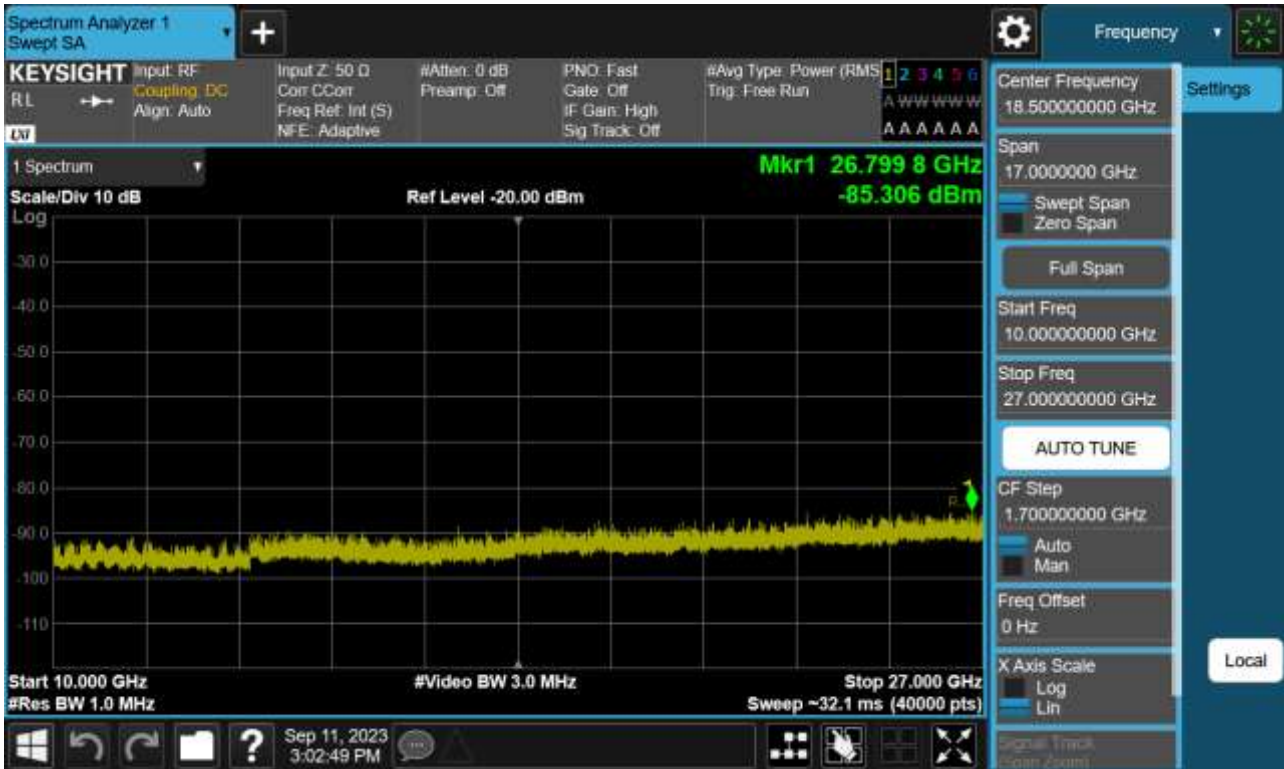 Spectrum Analyzer 1
Swept SA
+
Frequency
KEYSIGHT
RL
LXI
Input: RF
Coupling: DC
Align: Auto
Input Z: 50 Ω
Corr CCorr
Freq Ref: Int (S)
NFE: Adaptive
#Atten: 0 dB
Preamp: Off
PNO: Fast
Gate: Off
IF Gain: High
Sig Track: Off
#Avg Type: Power (RMS
Trig: Free Run
1 2 3 4 5 6
A W W W W W
A A A A A A
1 Spectrum
Scale/Div 10 dB
Ref Level -20.00 dBm
Mkr1 26.799 8 GHz
-85.306 dBm
Log
-30.0
-40.0
-50.0
-60.0
-70.0
-80.0
-90.0
-100
-110
1
Start 10.000 GHz
#Video BW 3.0 MHz
Stop 27.000 GHz
#Res BW 1.0 MHz
Sweep ~32.1 ms (40000 pts)
Center Frequency
18.500000000 GHz
Span
17.0000000 GHz
Swept Span
Zero Span
Full Span
Start Freq
10.000000000 GHz
Stop Freq
27.000000000 GHz
AUTO TUNE
CF Step
1.700000000 GHz
Auto
Man
Freq Offset
0 Hz
X Axis Scale
Log
Lin
Signal Track
(Span Zoom)
Settings
Local
?
Sep 11, 2023
3:02:49 PM